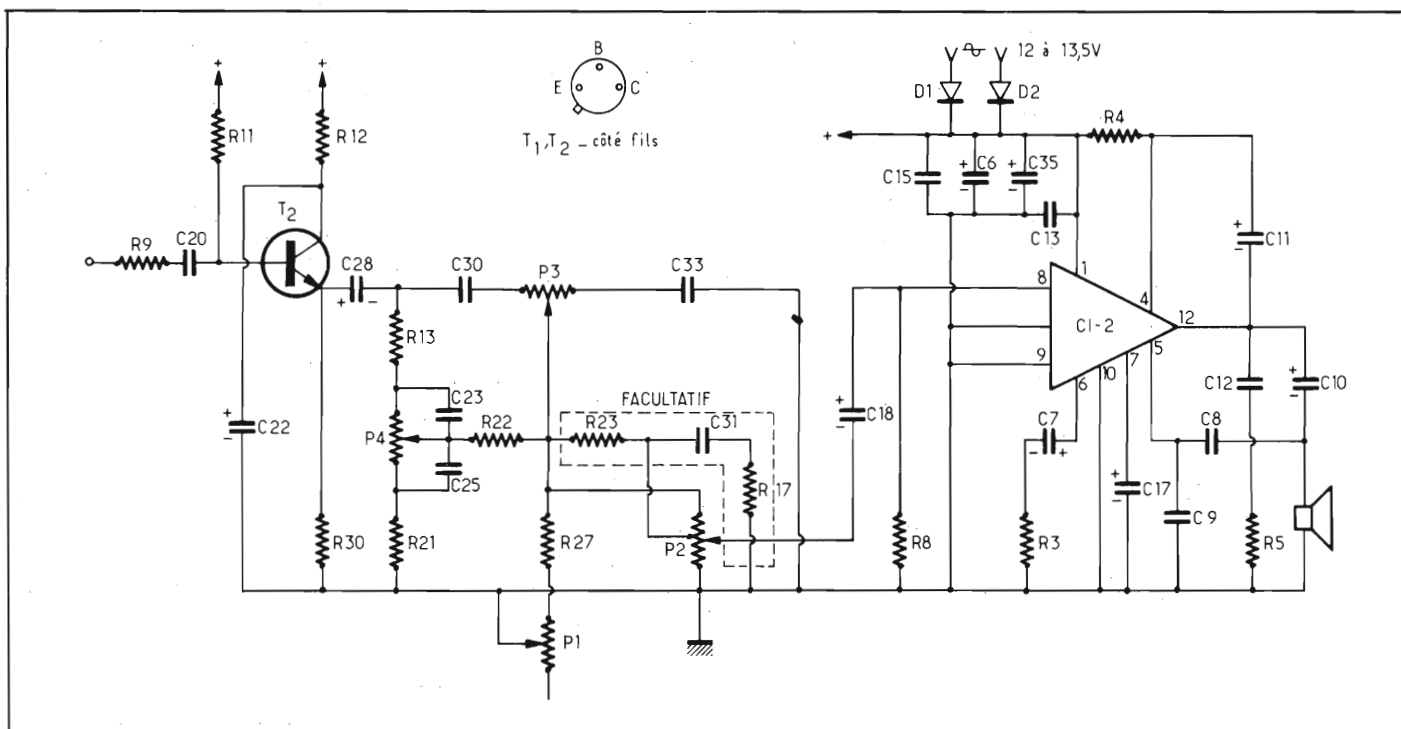 B
E
C
T1,T2 _ côté fils
+
+
R11
R12
T2
R9
C20
C28
+
-
C30
P3
C33
R13
C23
P4
C25
R22
FACULTATIF
R23
C31
R 17
+
-
C22
R30
R21
R27
P2
P1
12 à 13,5V
D1
D2
+
R4
C15
+
C6
-
+
C35
-
C13
+
C11
-
8
1
4
CI-2
12
9
6
10
7
5
+
C18
-
R8
C7
-
+
R3
+
C17
-
C8
C9
C12
R5
+
C10
-